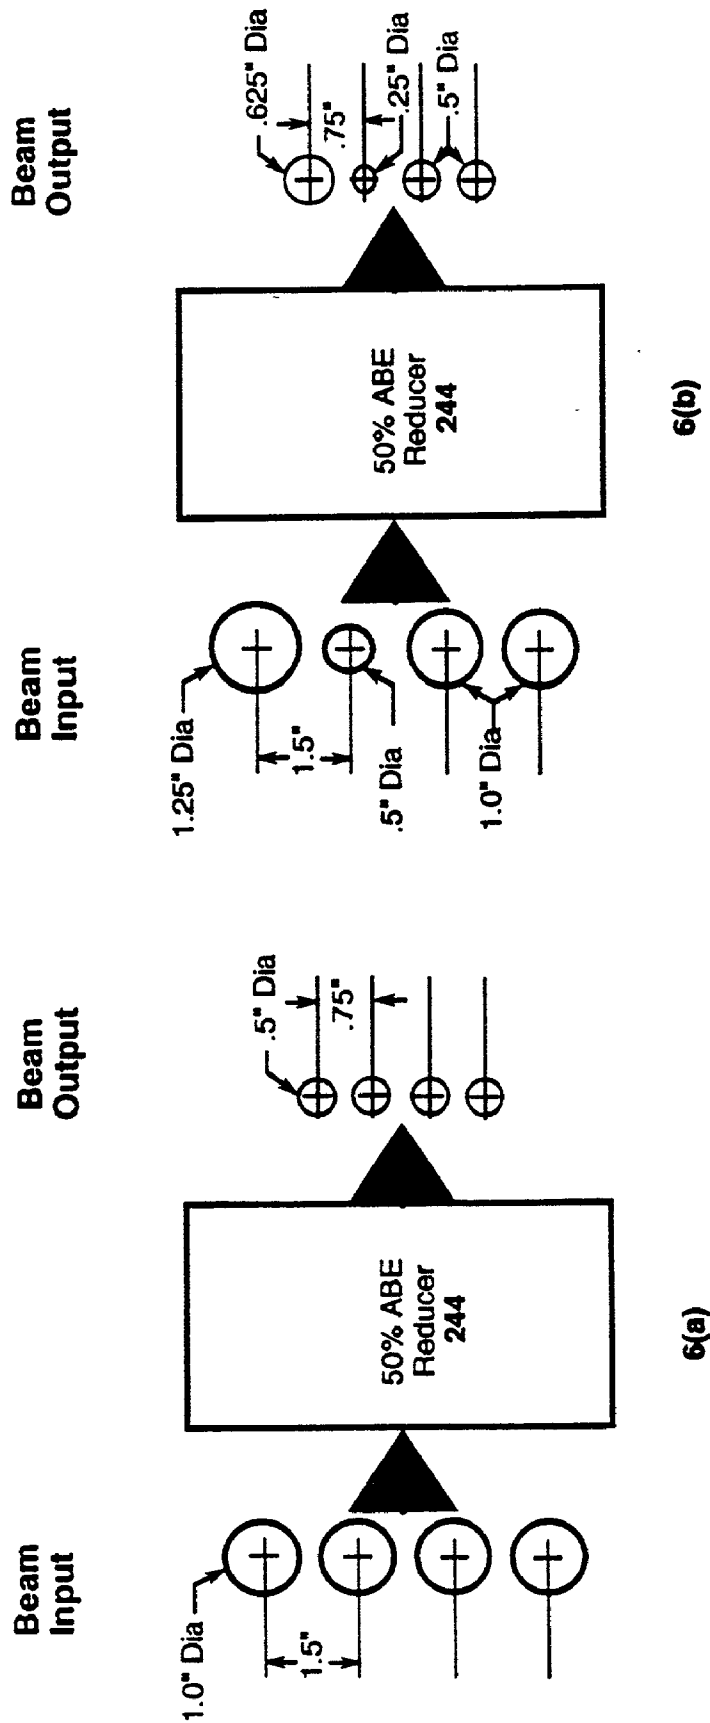 Beam
Input
Beam
Output
1.0" Dia
1.5"
50% ABE
Reducer
244
.5" Dia
.75"
6(a)
Beam
Input
Beam
Output
1.25" Dia
1.5"
.5" Dia
1.0" Dia
50% ABE
Reducer
244
.625" Dia
.75"
.25" Dia
.5" Dia
6(b)